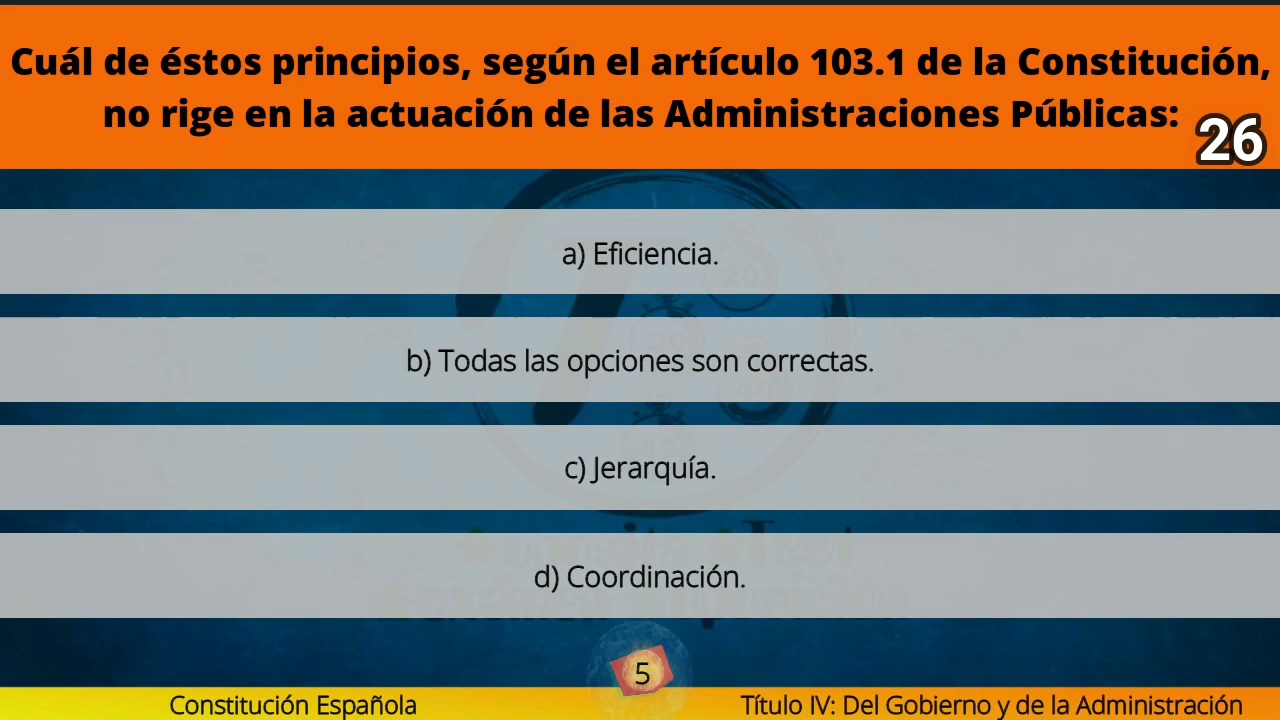 Cuál de éstos principios, según el artículo 103.1 de la Constitución,
no rige en la actuación de las Administraciones Públicas:
26
a) Eficiencia.
b) Todas las opciones son correctas.
c) Jerarquía.
d) Coordinación.
5
Constitución Española
Título IV: Del Gobierno y de la Administración